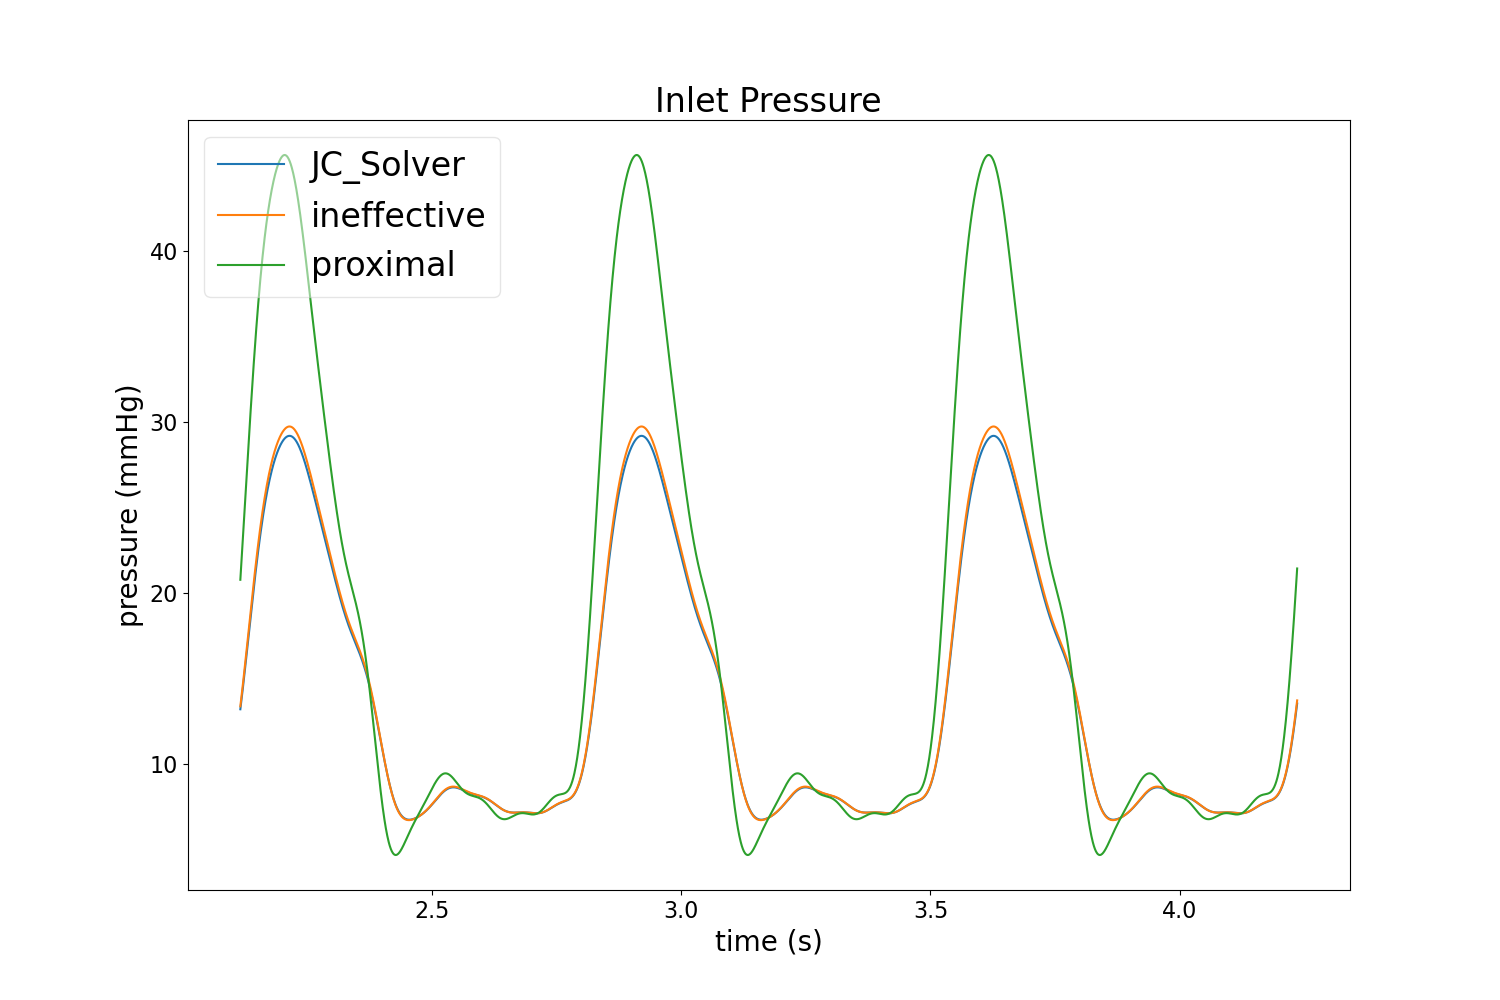 Inlet Pressure
JC_Solver
ineffective
proximal
pressure (mmHg)
40
30
20
10
2.5 3.0 3.5 4.0
time (s)